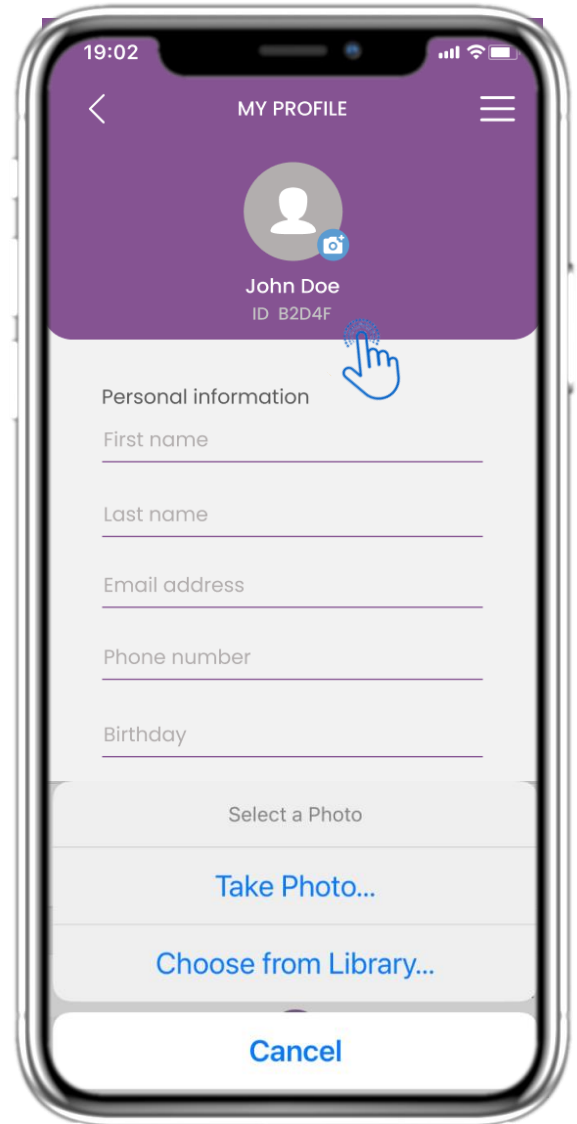 19:02
MY PROFILE
John Doe
ID B2D4F
Personal information
First name
Last name
Email address
Phone number
Birthday
Select a Photo
Take Photo...
Choose from Library...
Cancel